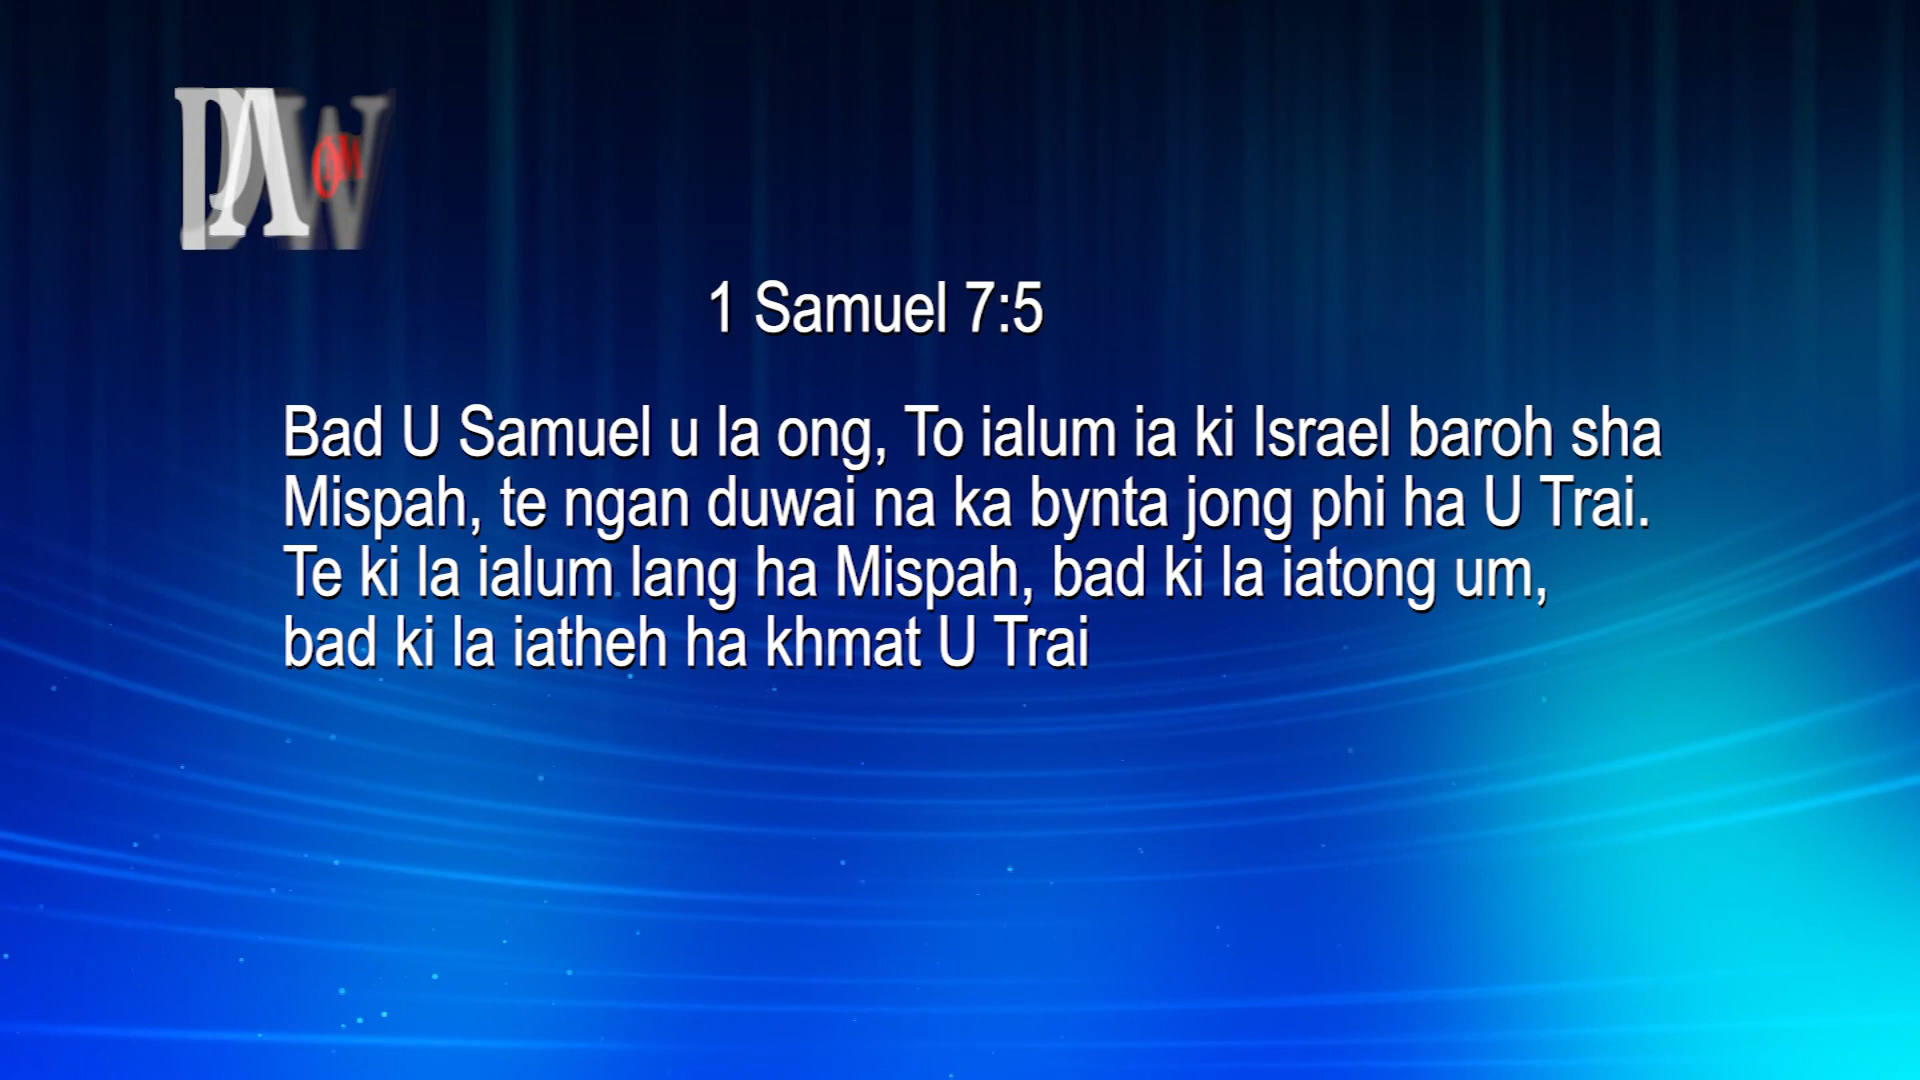 DAW
1 Samuel 7:5
Bad U Samuel u la ong, To ialum ia ki Israel baroh sha
Mispah, te ngan duwai na ka bynta jong phi ha U Trai.
Te ki la ialum lang ha Mispah, bad ki la iatong um,
bad ki la iatheh ha khmat U Trai